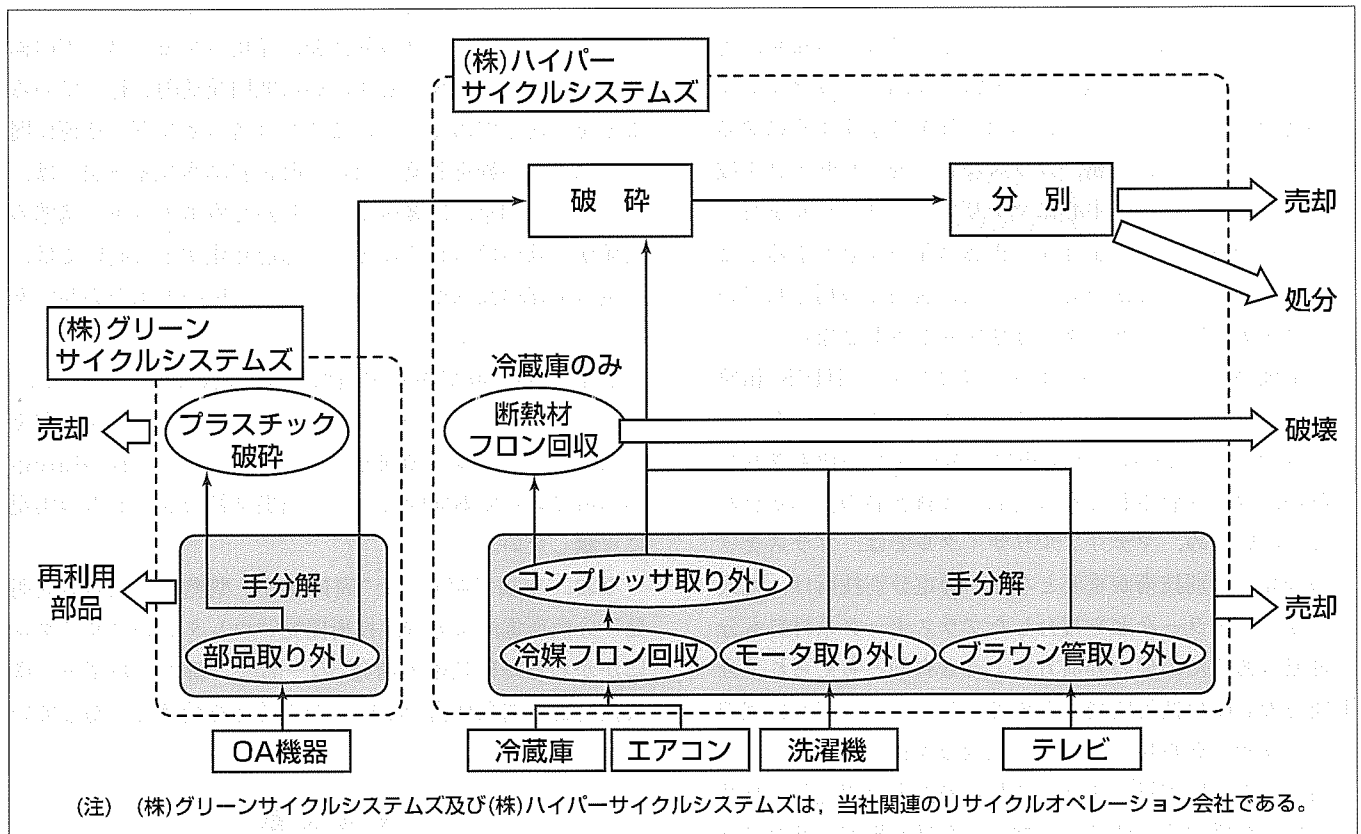 (株)ハイパー
サイクルシステムズ
破 砕
分 別
売却
処分
(株)グリーン
サイクルシステムズ
冷蔵庫のみ
売却
プラスチック
破砕
断熱材
フロン回収
破壊
再利用
部品
手分解
コンプレッサ取り外し
手分解
売却
部品取り外し
冷媒フロン回収
モータ取り外し
ブラウン管取り外し
OA機器
冷蔵庫
エアコン
洗濯機
テレビ
(注) (株)グリーンサイクルシステムズ及び(株)ハイパーサイクルシステムズは，当社関連のリサイクルオペレーション会社である。